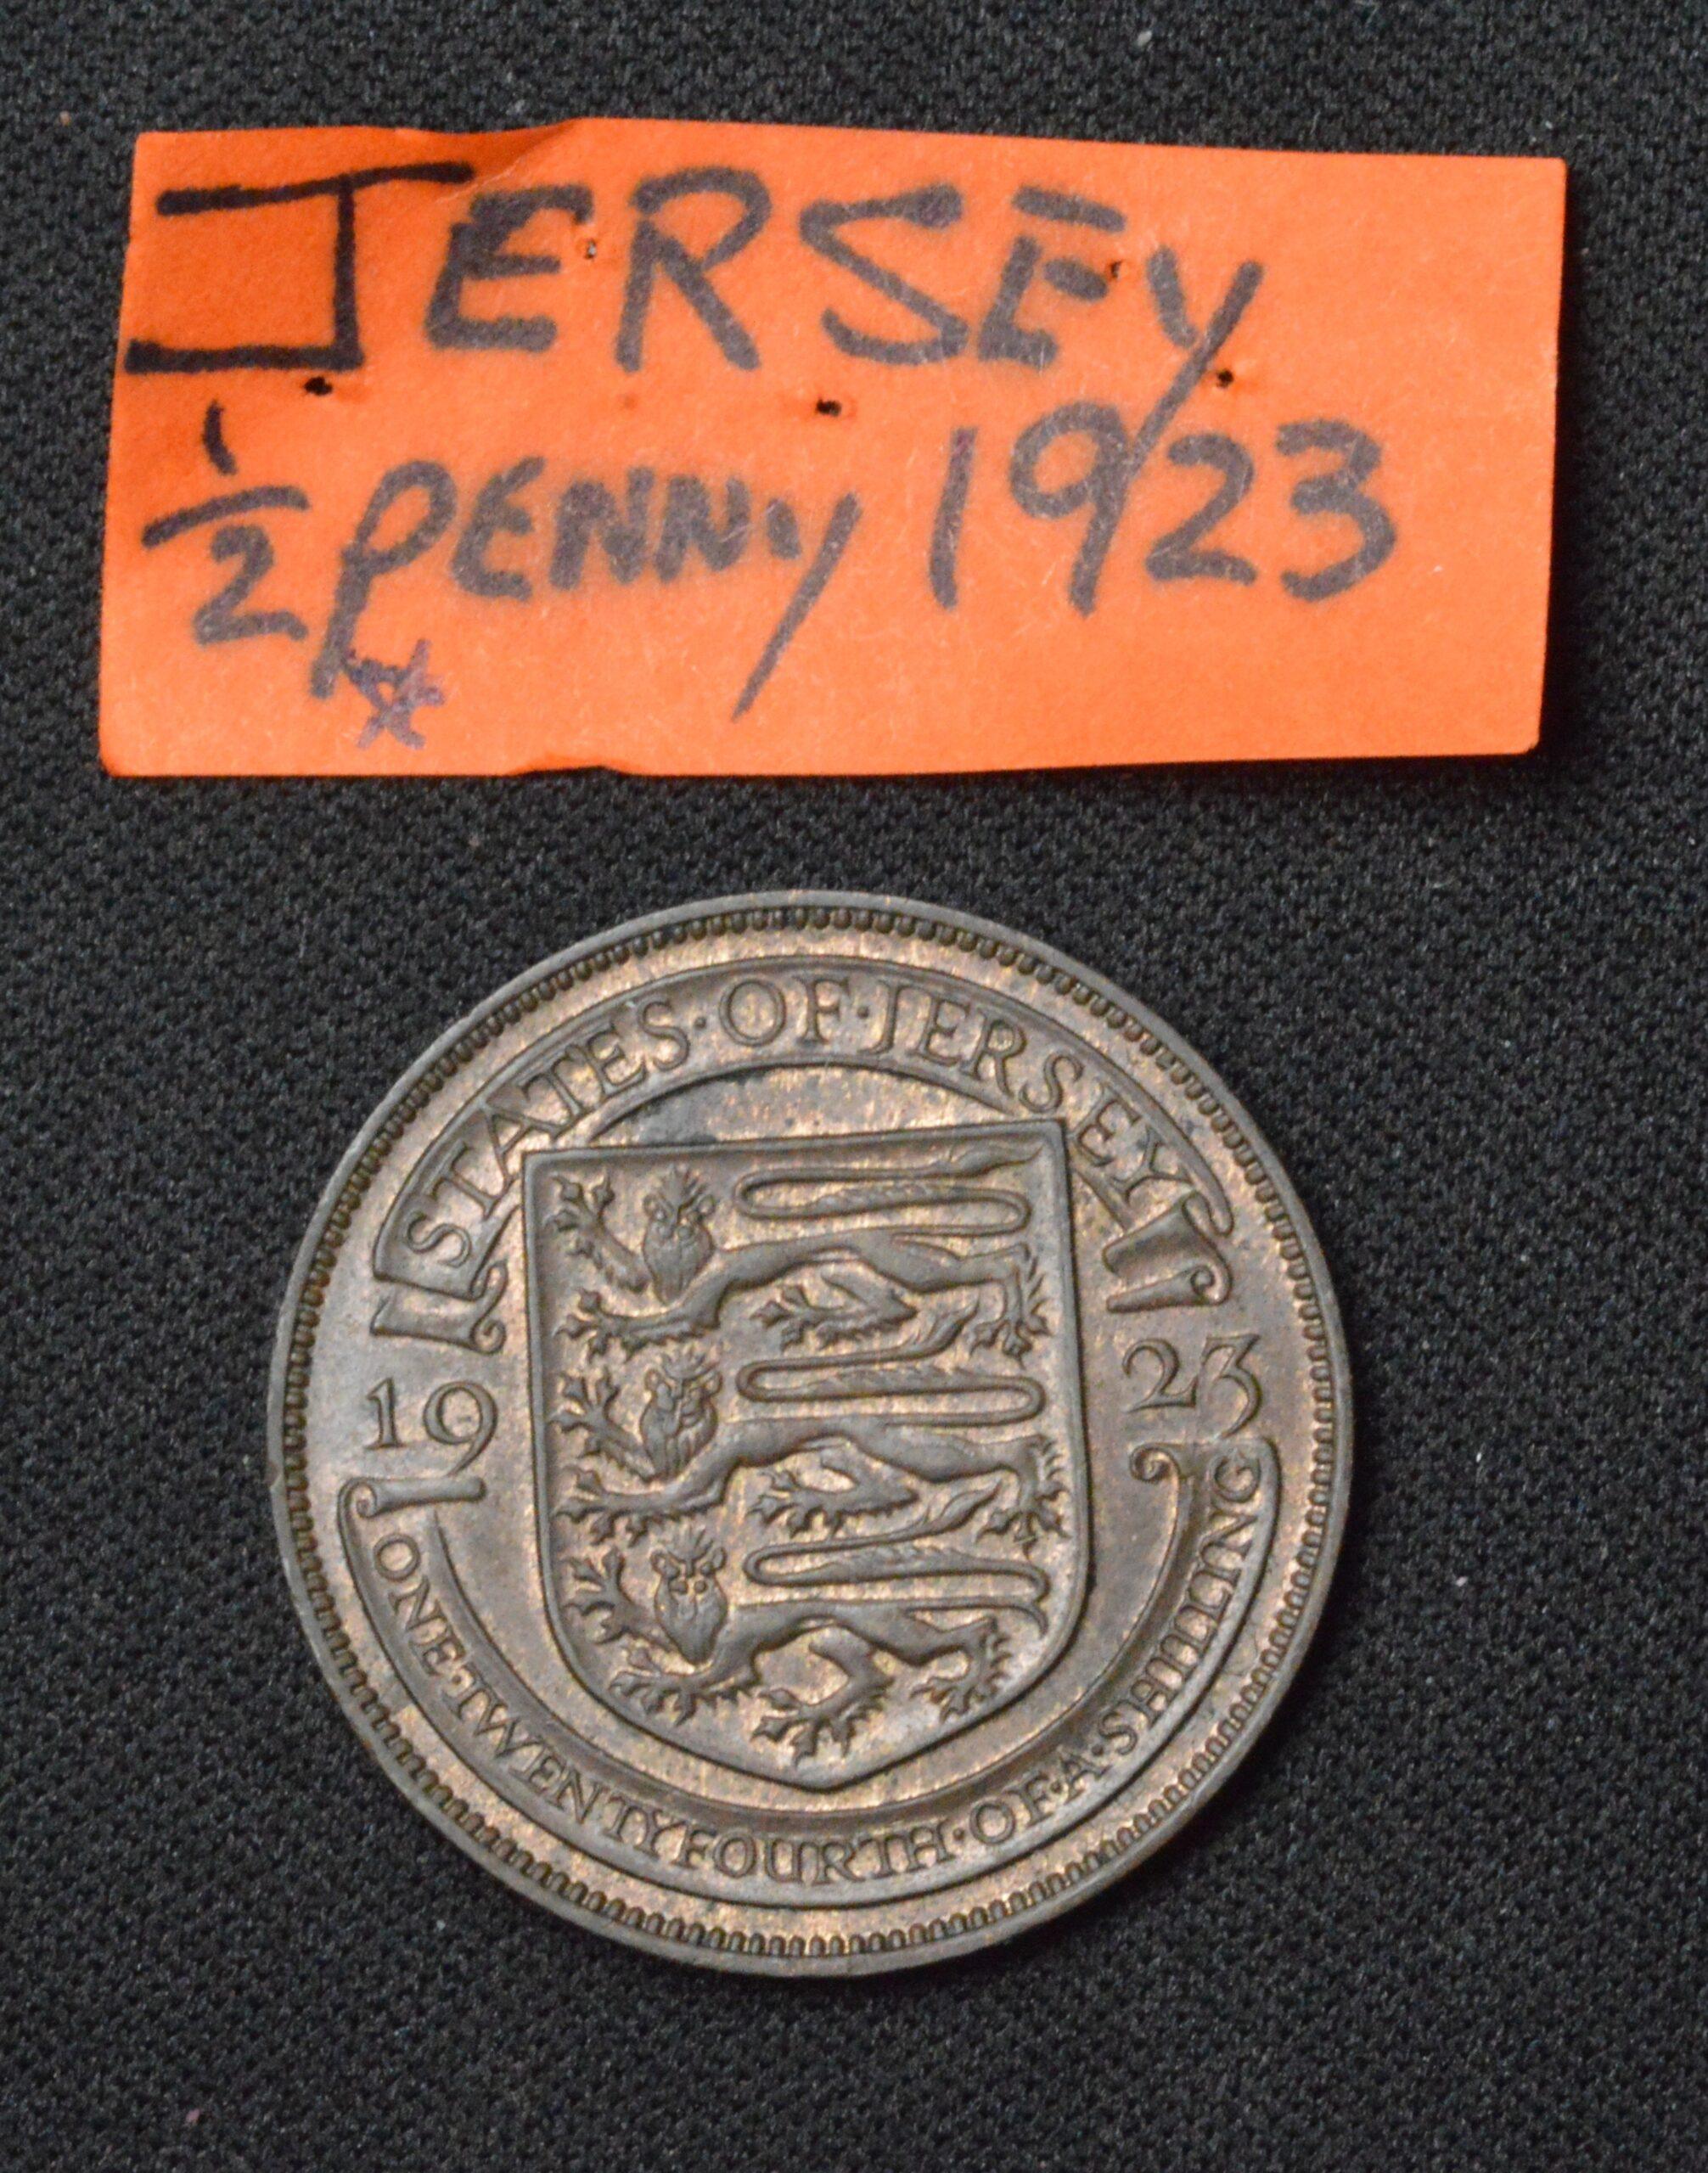 JERSEY
1/2 PENNY 1923
STATES·OF·JERSEY
19 23
ONE·TWENTYFOURTH·OF·A·SHILLING